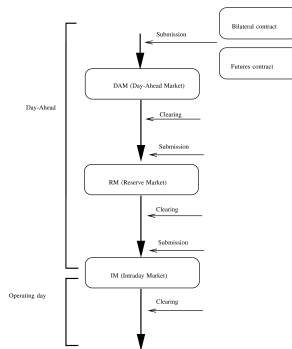 Bilateral contract
Submission
Futures contract
DAM (Day-Ahead Market)
Day-Ahead
Clearing
Submission
RM (Reserve Market)
Clearing
Submission
IM (Intraday Market)
Operating day
Clearing